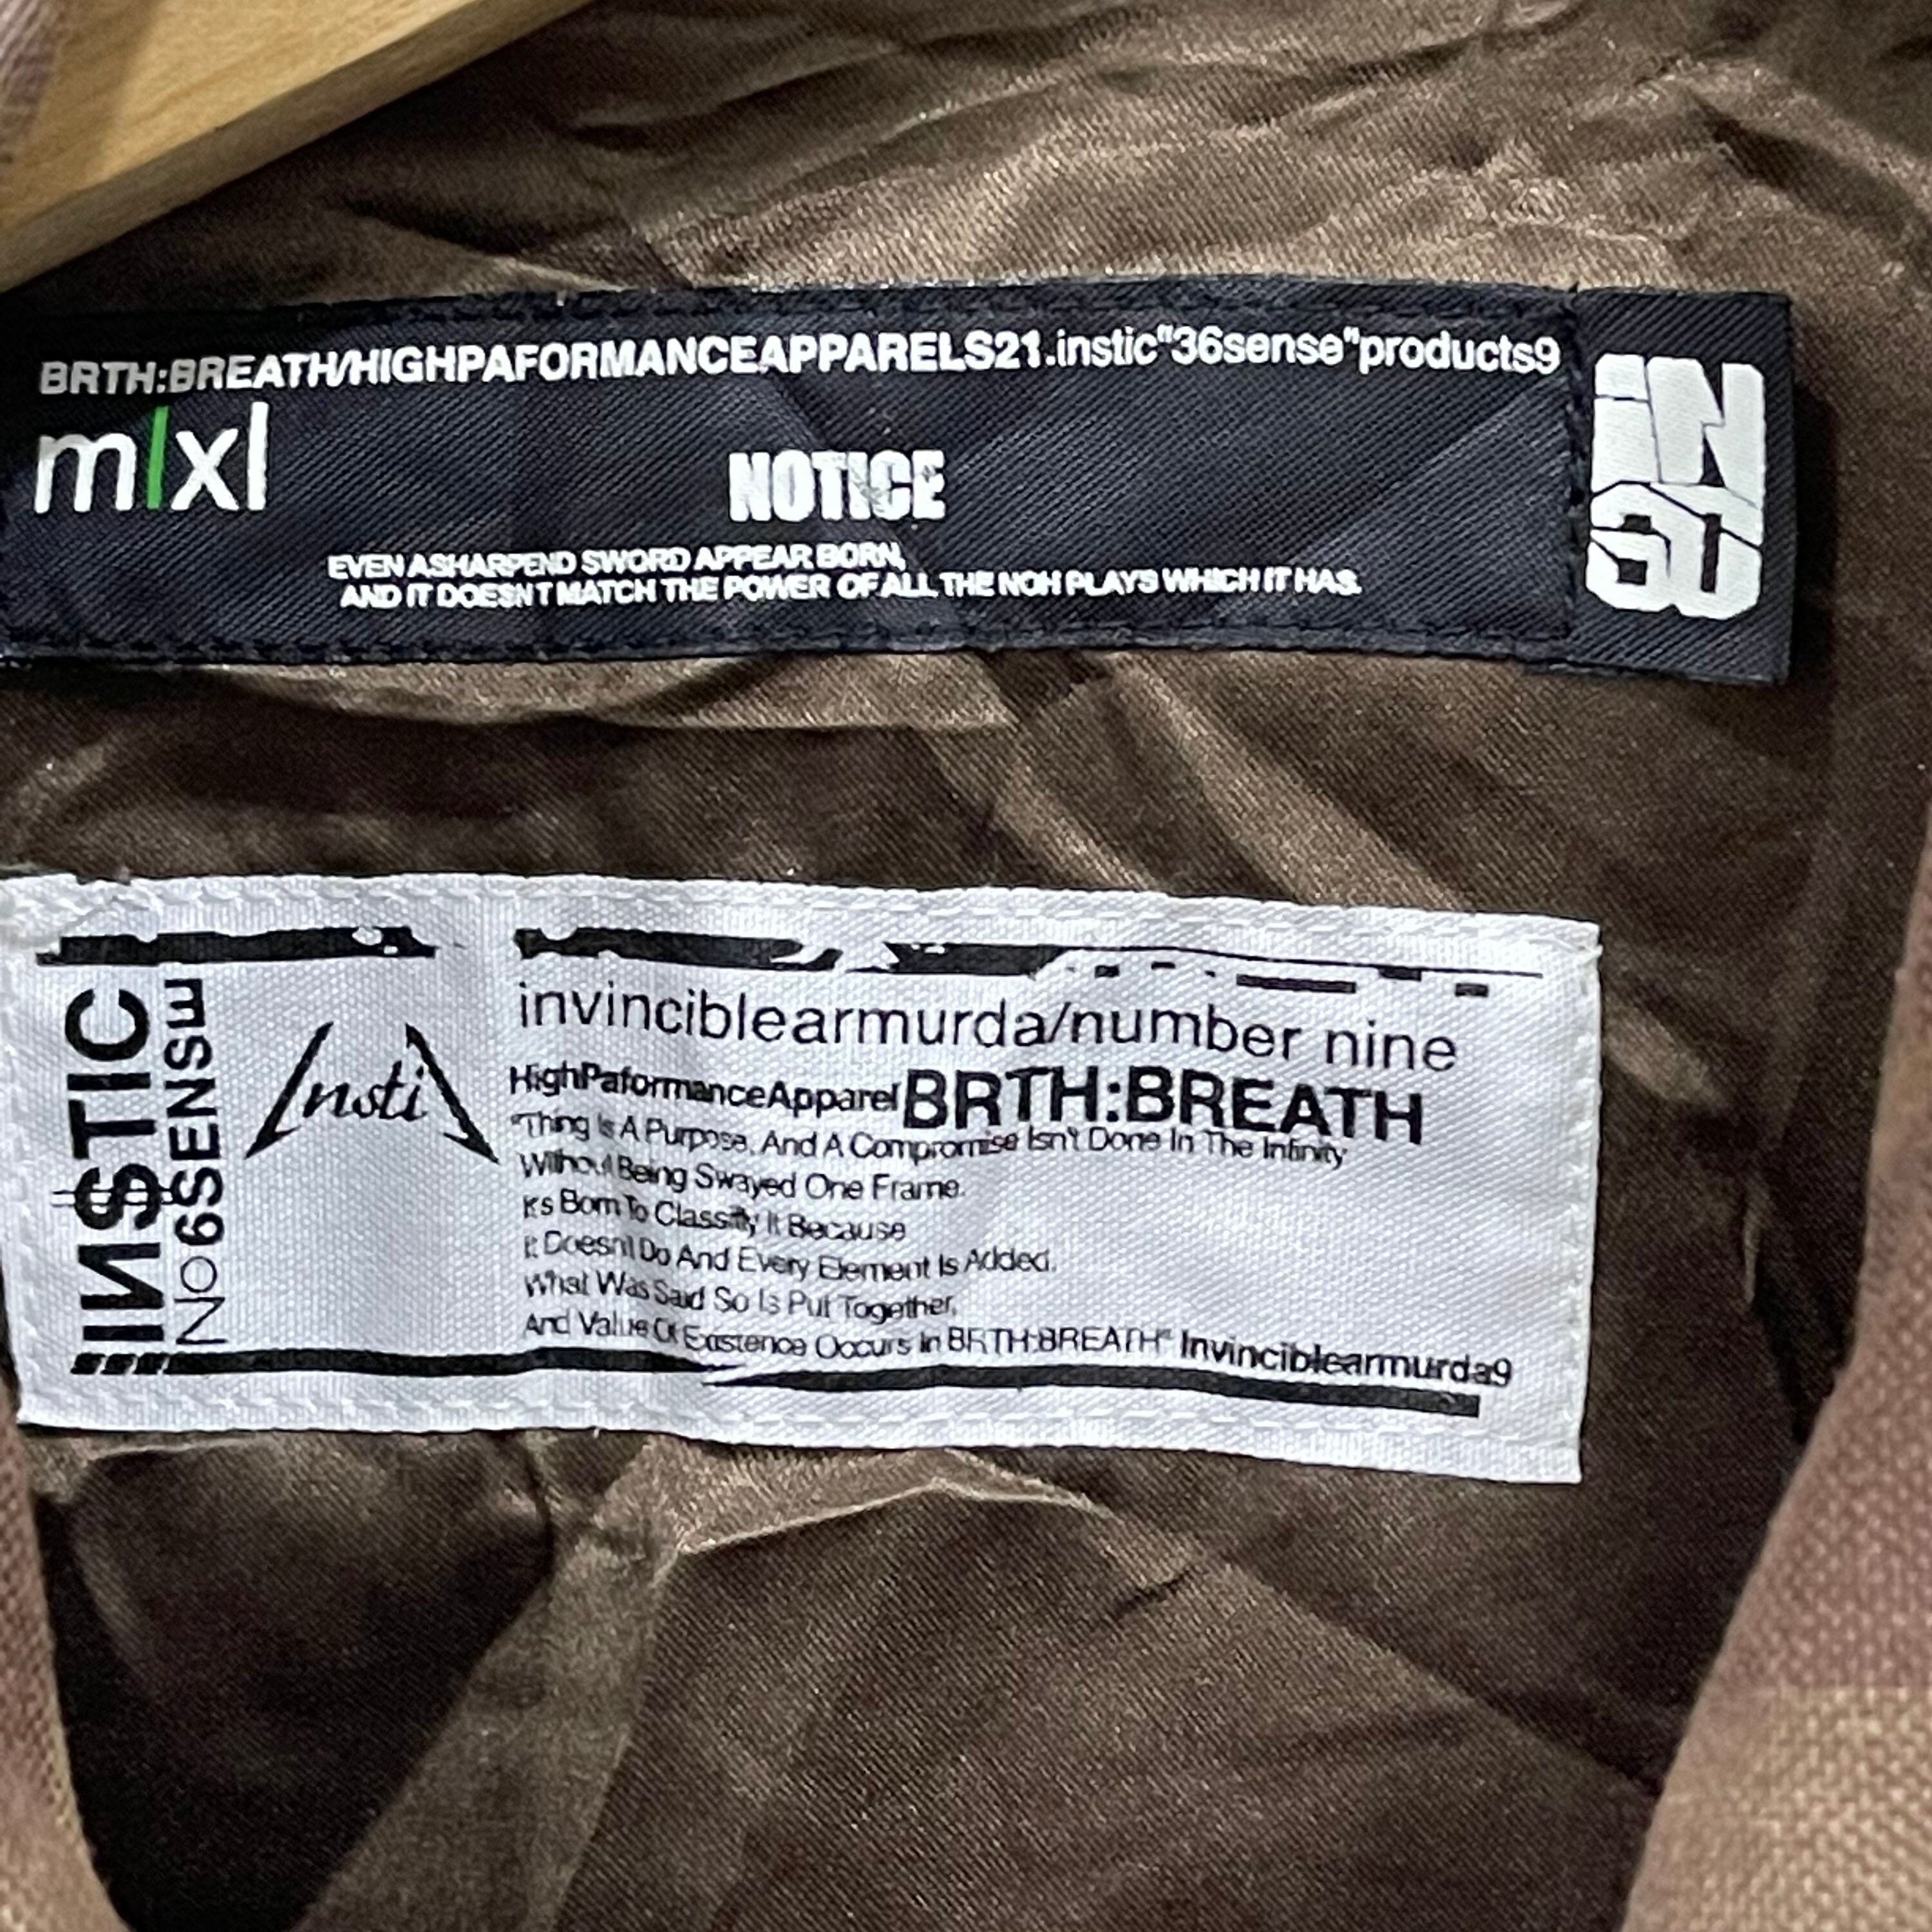 BRTH:BREATH/HIGHPAFORMANCEAPPARELS21.instic"36sense"products9
m|xl
NOTICE
EVEN A SHARPEND SWORD APPEAR BORN,
AND IT DOESN'T MATCH THE POWER OF ALL THE NOH PLAYS WHICH IT HAS.
INSTIC
NO6SENSE
Insti
invinciblearmurda/number nine
HighPaformanceApparel BRTH:BREATH
"Thing Is A Purpose, And A Compromise Isn't Done In The Infinity
Without Being Swayed One Frame.
It's Born To Classify It Because
It Doesn't Do And Every Element Is Added.
What Was Said So Is Put Together,
And Value Of Existence Occurs In BRTH:BREATH" Invinciblearmurda9